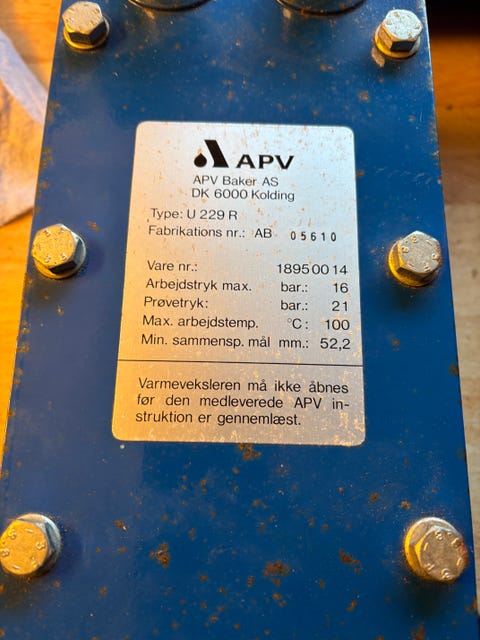 APV
APV Baker AS
DK 6000 Kolding
Type: U 229 R
Fabrikations nr.: AB 05610
Vare nr.: 18950014
Arbejdstryk max. bar.: 16
Prøvetryk: bar.: 21
Max. arbejdstemp. °C: 100
Min. sammensp. mål mm.: 52,2
Varmeveksleren må ikke åbnes
før den medleverede APV in-
struktion er gennemlæst.